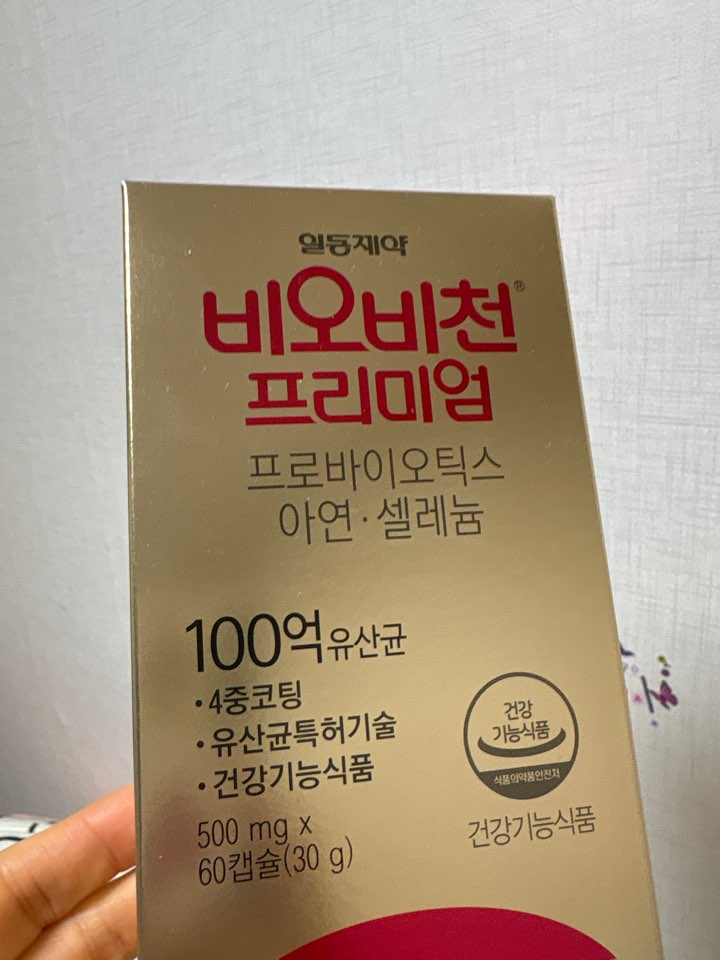 일동제약
비오비천®
프리미엄
프로바이오틱스
아연·셀레늄
100억 유산균
•4중코팅
•유산균특허기술
•건강기능식품
500 mg x
60캡슐(30 g)
건강
기능식품
식품의약품안전처
건강기능식품